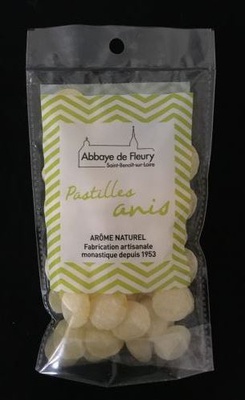 Abbaye de Fleury
Saint-Benoît-sur-Loire
Pastilles
anis
ARÔME NATUREL
Fabrication artisanale
monastique depuis 1953